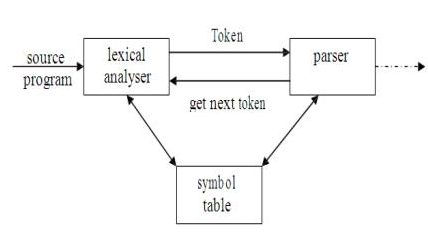 Token
source
program
lexical
analyser
parser
get next token
symbol
table